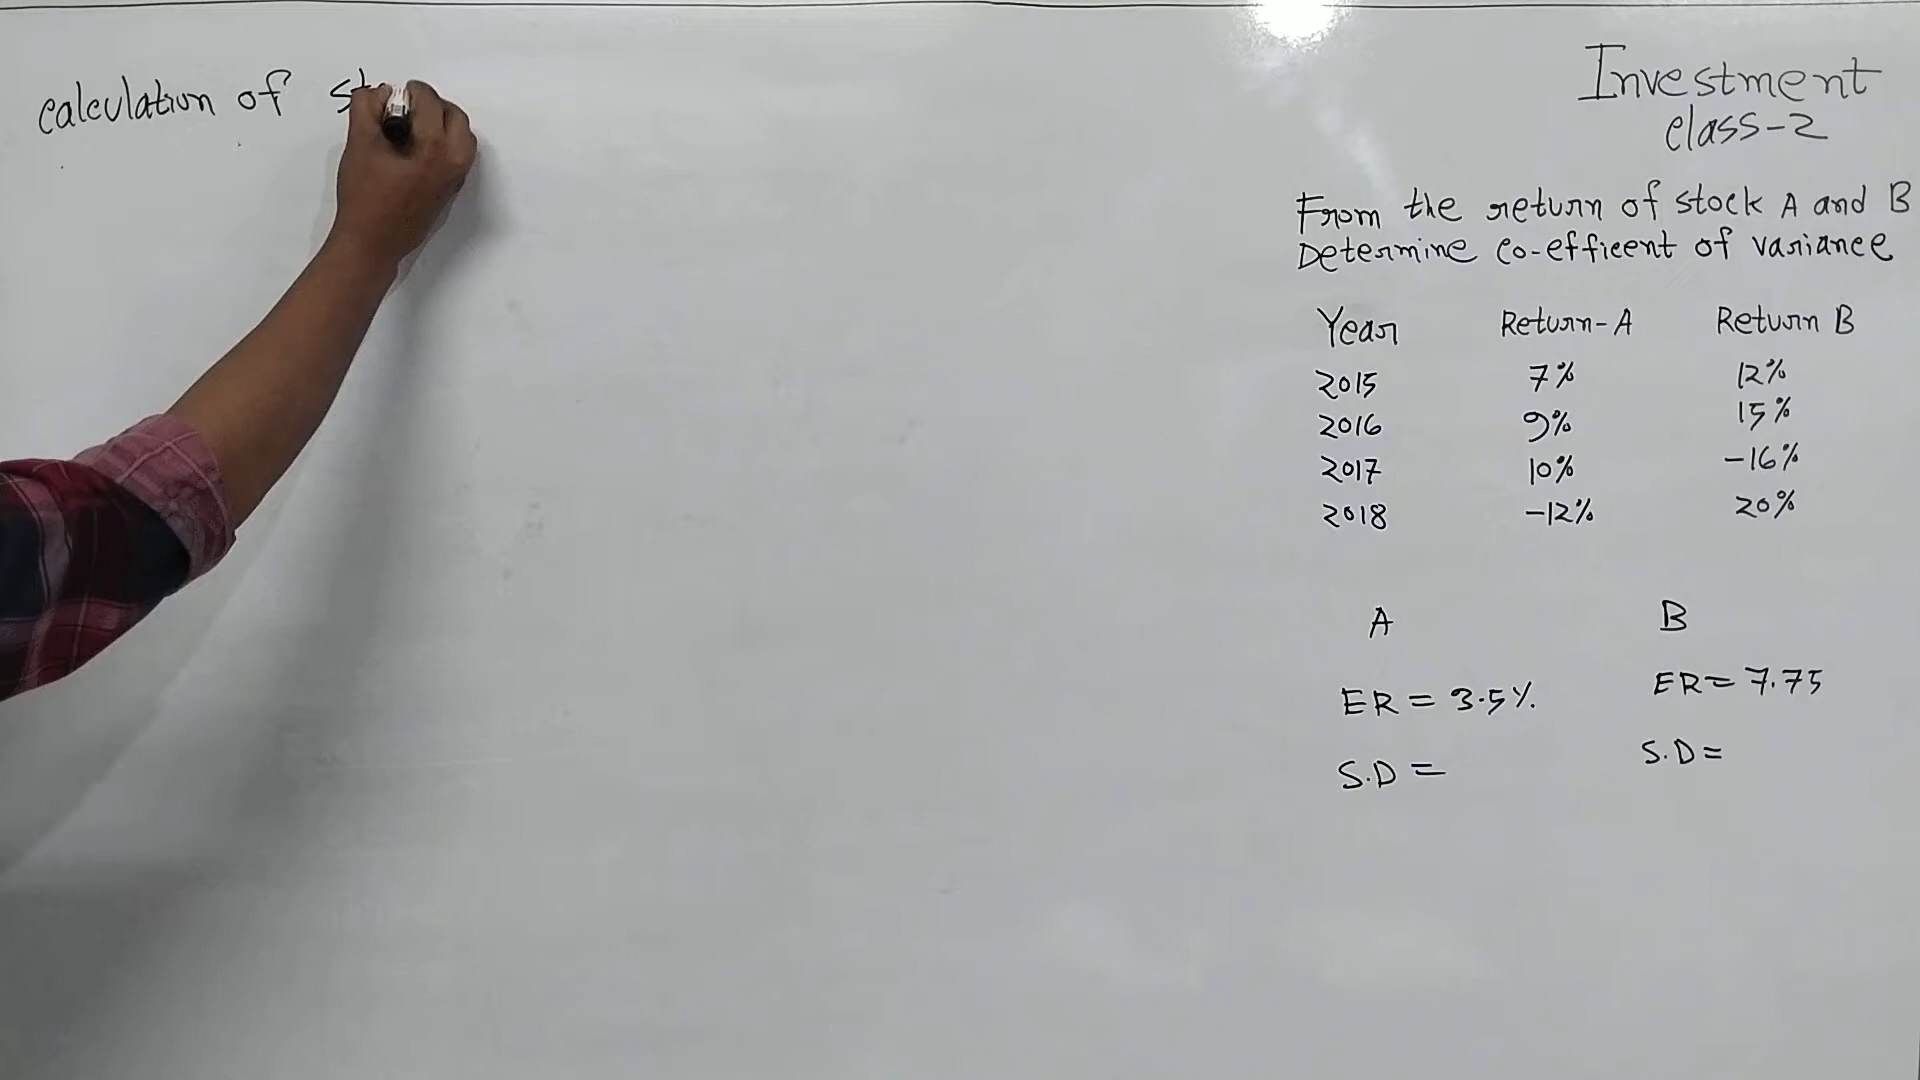 calculation of
Investment
class-2
From the return of stock A and B
Determine co-efficent of variance
Year Return-A Return B
2015 7% 12%
2016 9% 15%
2017 10% -16%
2018 -12% 20%
A B
ER = 3.5% ER = 7.75
S.D = S.D =